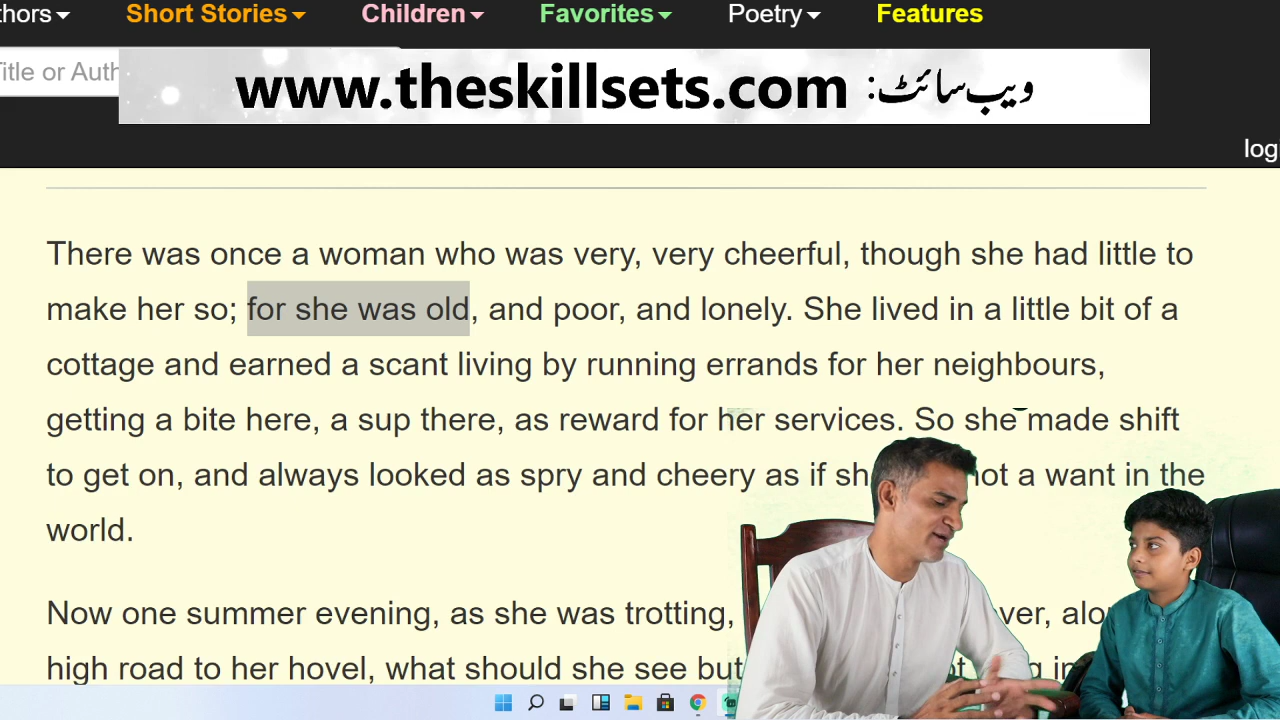 thors Short Stories Children Favorites Poetry Features
Title or Auth
www.theskillsets.com ویب سائٹ:
log
There was once a woman who was very, very cheerful, though she had little to
make her so; for she was old, and poor, and lonely. She lived in a little bit of a
cottage and earned a scant living by running errands for her neighbours,
getting a bite here, a sup there, as reward for her services. So she made shift
to get on, and always looked as spry and cheery as if sh not a want in the
world.
Now one summer evening, as she was trotting, ver, alo
high road to her hovel, what should she see but